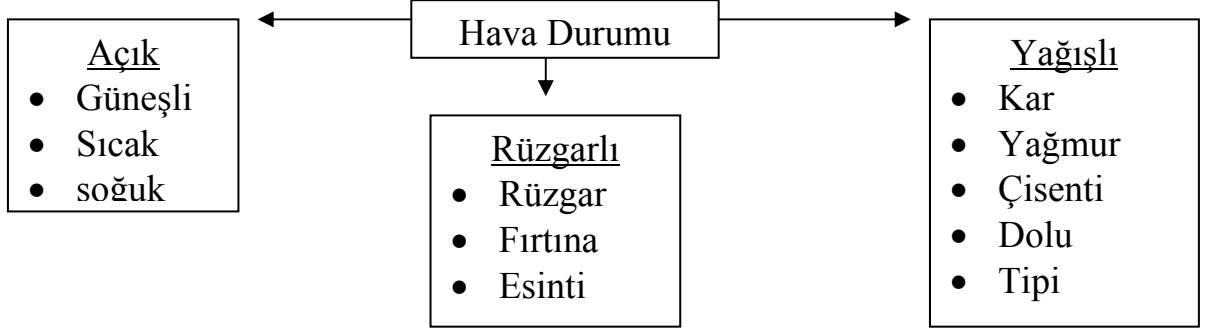 Hava Durumu
Açık
• Güneşli
• Sıcak
• soğuk
Rüzgarlı
• Rüzgar
• Fırtına
• Esinti
Yağışlı
• Kar
• Yağmur
• Çisenti
• Dolu
• Tipi